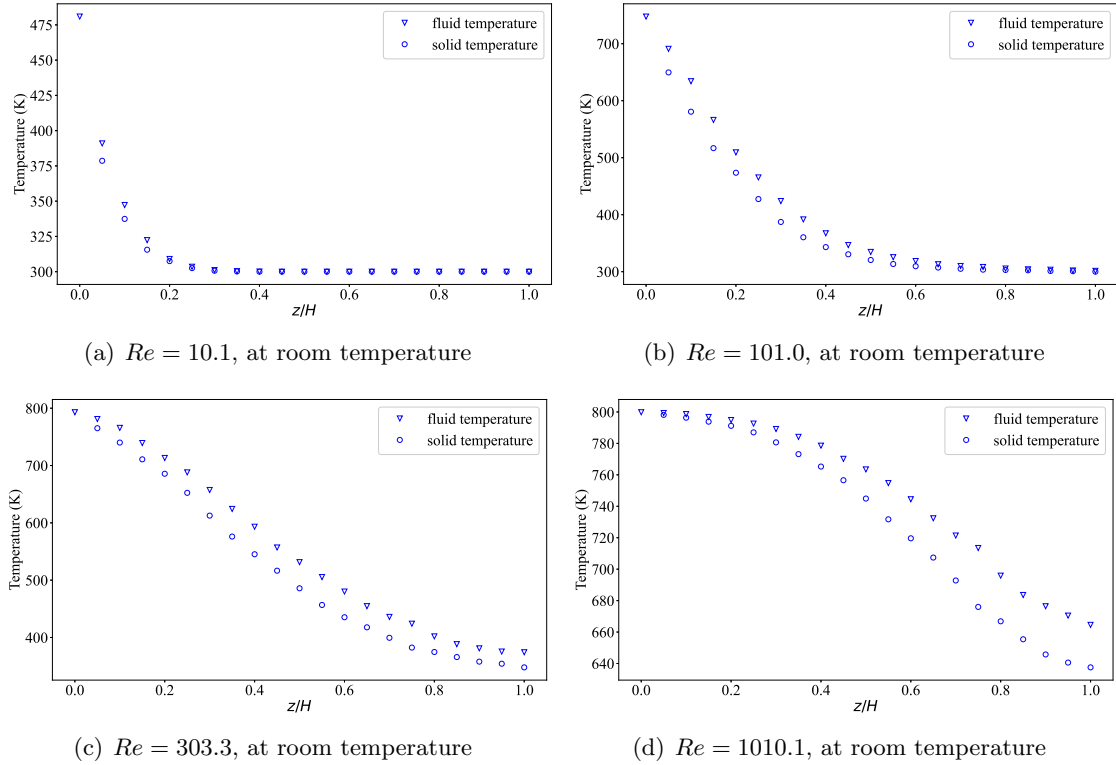 fluid temperature
solid temperature
Temperature (K)
475
450
425
400
375
350
325
300
0.0 0.2 0.4 0.6 0.8 1.0
z/H
(a) Re = 10.1, at room temperature
fluid temperature
solid temperature
Temperature (K)
700
600
500
400
300
0.0 0.2 0.4 0.6 0.8 1.0
z/H
(b) Re = 101.0, at room temperature
fluid temperature
solid temperature
Temperature (K)
800
700
600
500
400
0.0 0.2 0.4 0.6 0.8 1.0
z/H
(c) Re = 303.3, at room temperature
fluid temperature
solid temperature
Temperature (K)
800
780
760
740
720
700
680
660
640
0.0 0.2 0.4 0.6 0.8 1.0
z/H
(d) Re = 1010.1, at room temperature